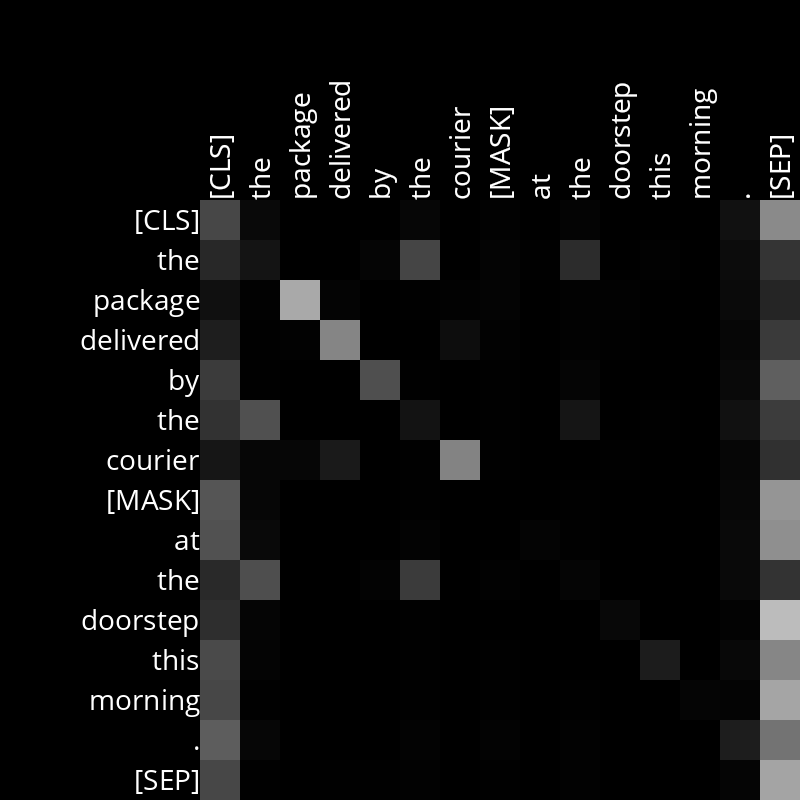 [CLS]
the
package
delivered
by
the
courier
[MASK]
at
the
doorstep
this
morning
.
[SEP]
[CLS]
the
package
delivered
by
the
courier
[MASK]
at
the
doorstep
this
morning
.
[SEP]